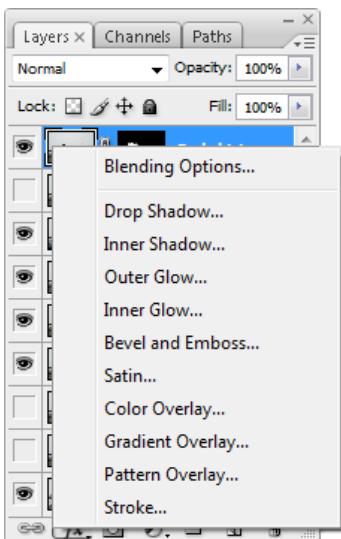 Layers × Channels Paths
Normal Opacity: 100%
Lock: Fill: 100%
Blending Options...
Drop Shadow...
Inner Shadow...
Outer Glow...
Inner Glow...
Bevel and Emboss...
Satin...
Color Overlay...
Gradient Overlay...
Pattern Overlay...
Stroke...